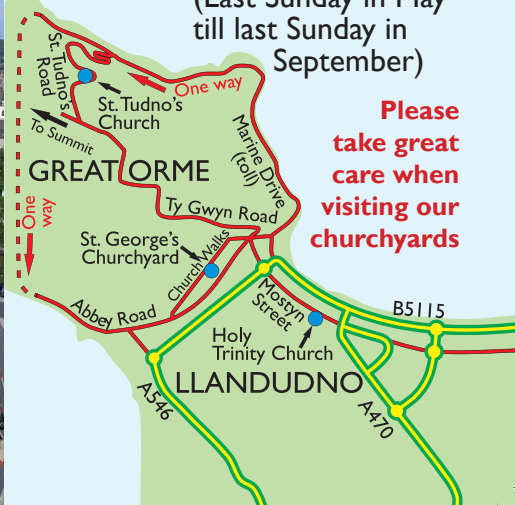 (Last Sunday in May
till last Sunday in
September)
Please
take great
care when
visiting our
churchyards
St. Tudno's
Road
St. Tudno's
Church
One way
To Summit
Marine Drive
(toll)
GREAT ORME
One
way
Ty Gwyn Road
St. George's
Churchyard
Church Walks
Abbey Road
Mostyn
Street
B5115
Holy
Trinity Church
LLANDUDNO
A546
A470